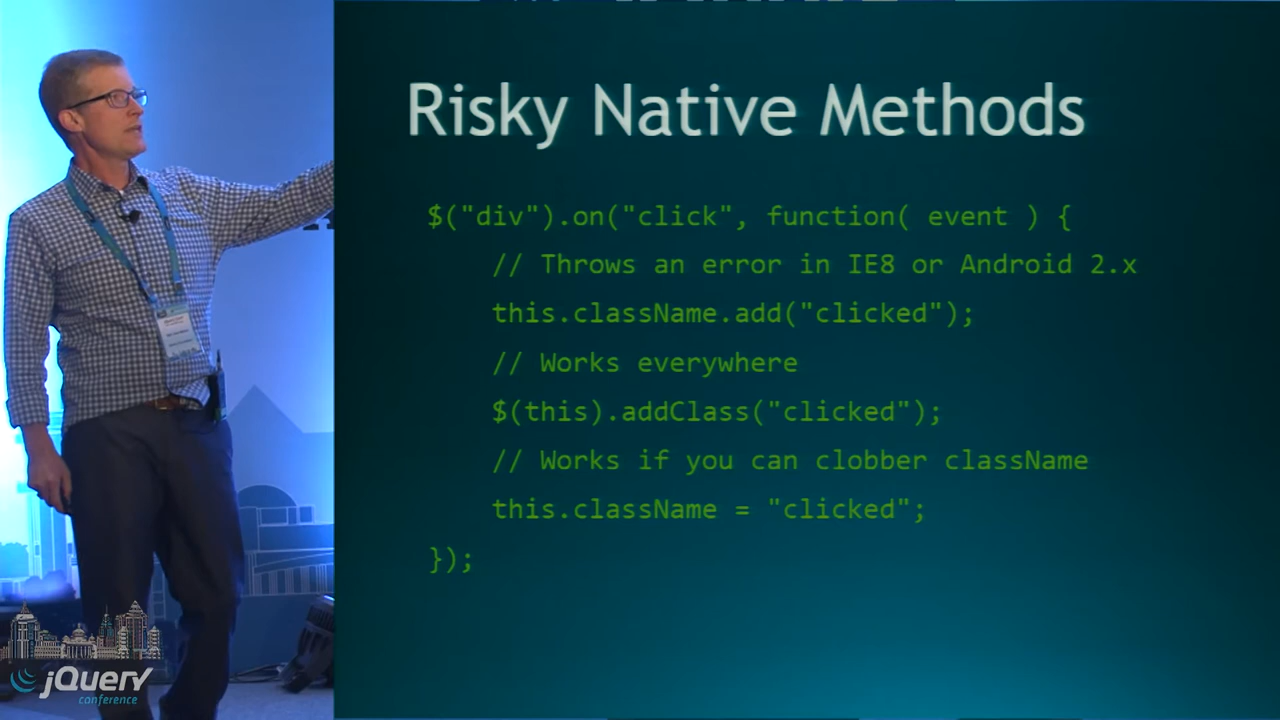 Risky Native Methods
$("div").on("click", function( event ) {
// Throws an error in IE8 or Android 2.x
this.className.add("clicked");
// Works everywhere
$(this).addClass("clicked");
// Works if you can clobber className
this.className = "clicked";
});
jQuery
conference